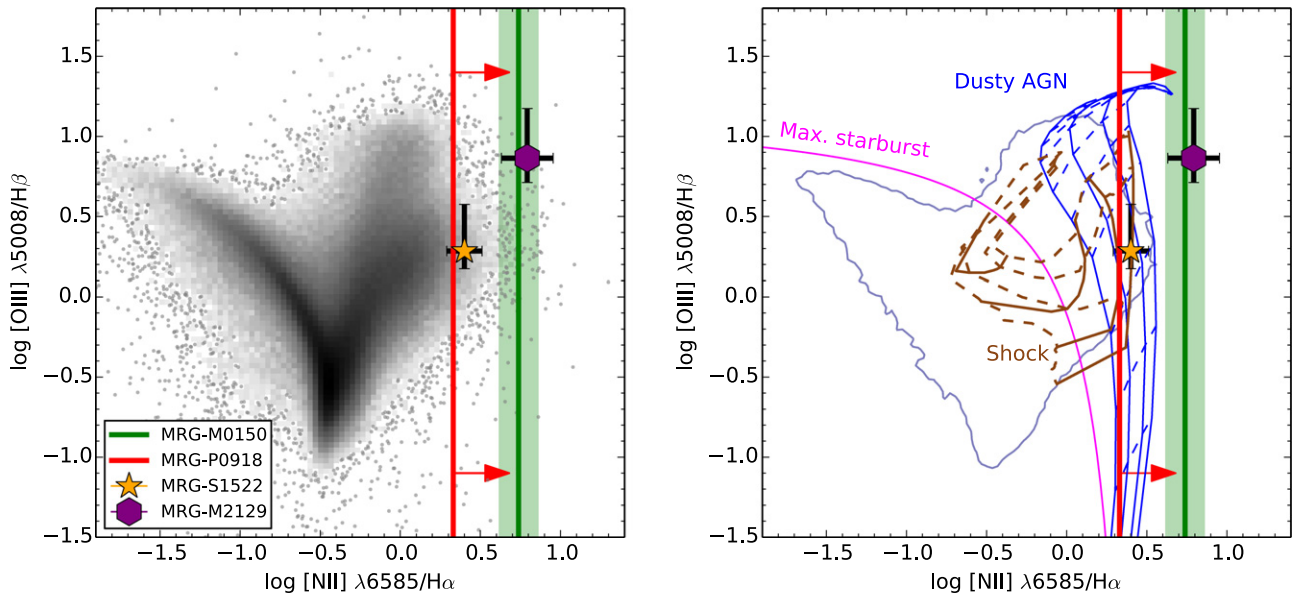 1.5
1.0
0.5
0.0
−0.5
−1.0
−1.5
log [OIII] λ5008/Hβ
−1.5
−1.0
−0.5
0.0
0.5
1.0
log [NII] λ6585/Hα
MRG-M0150
MRG-P0918
MRG-S1522
MRG-M2129
1.5
1.0
0.5
0.0
−0.5
−1.0
−1.5
log [OIII] λ5008/Hβ
Dusty AGN
Max. starburst
Shock
−1.5
−1.0
−0.5
0.0
0.5
1.0
log [NII] λ6585/Hα